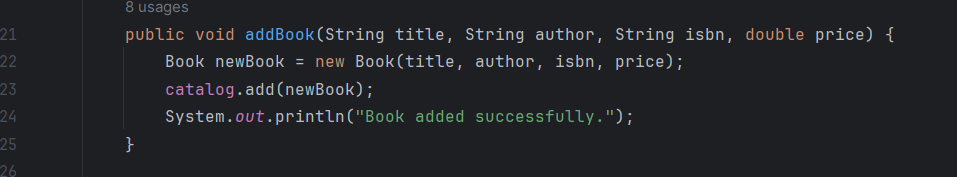 8 usages
21 public void addBook(String title, String author, String isbn, double price) {
22 Book newBook = new Book(title, author, isbn, price);
23 catalog.add(newBook);
24 System.out.println("Book added successfully.");
25 }
26